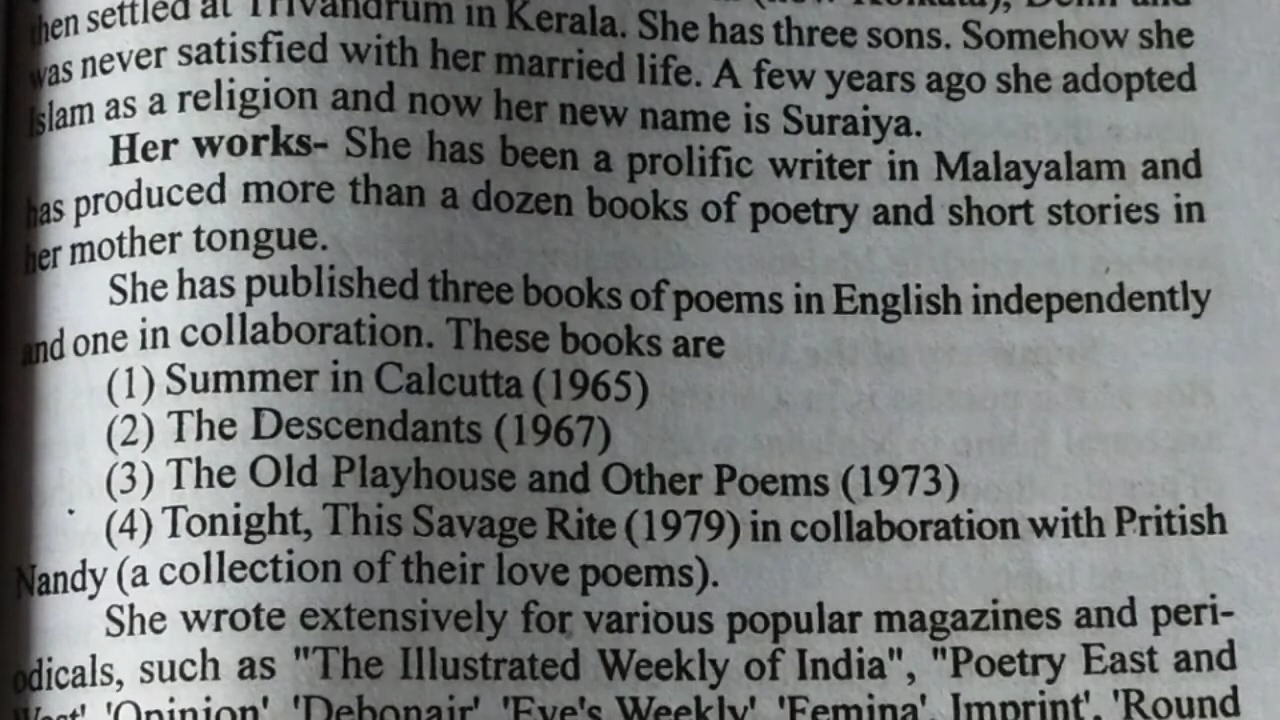 then settled at Trivandrum in Kerala. She has three sons. Somehow she
was never satisfied with her married life. A few years ago she adopted
Islam as a religion and now her new name is Suraiya.
Her works- She has been a prolific writer in Malayalam and
has produced more than a dozen books of poetry and short stories in
her mother tongue.
She has published three books of poems in English independently
and one in collaboration. These books are
(1) Summer in Calcutta (1965)
(2) The Descendants (1967)
(3) The Old Playhouse and Other Poems (1973)
(4) Tonight, This Savage Rite (1979) in collaboration with Pritish
Nandy (a collection of their love poems).
She wrote extensively for various popular magazines and peri-
odicals, such as "The Illustrated Weekly of India", "Poetry East and
West' 'Opinion' 'Debonair' 'Eve's Weekly' 'Femina', Imprint', 'Round